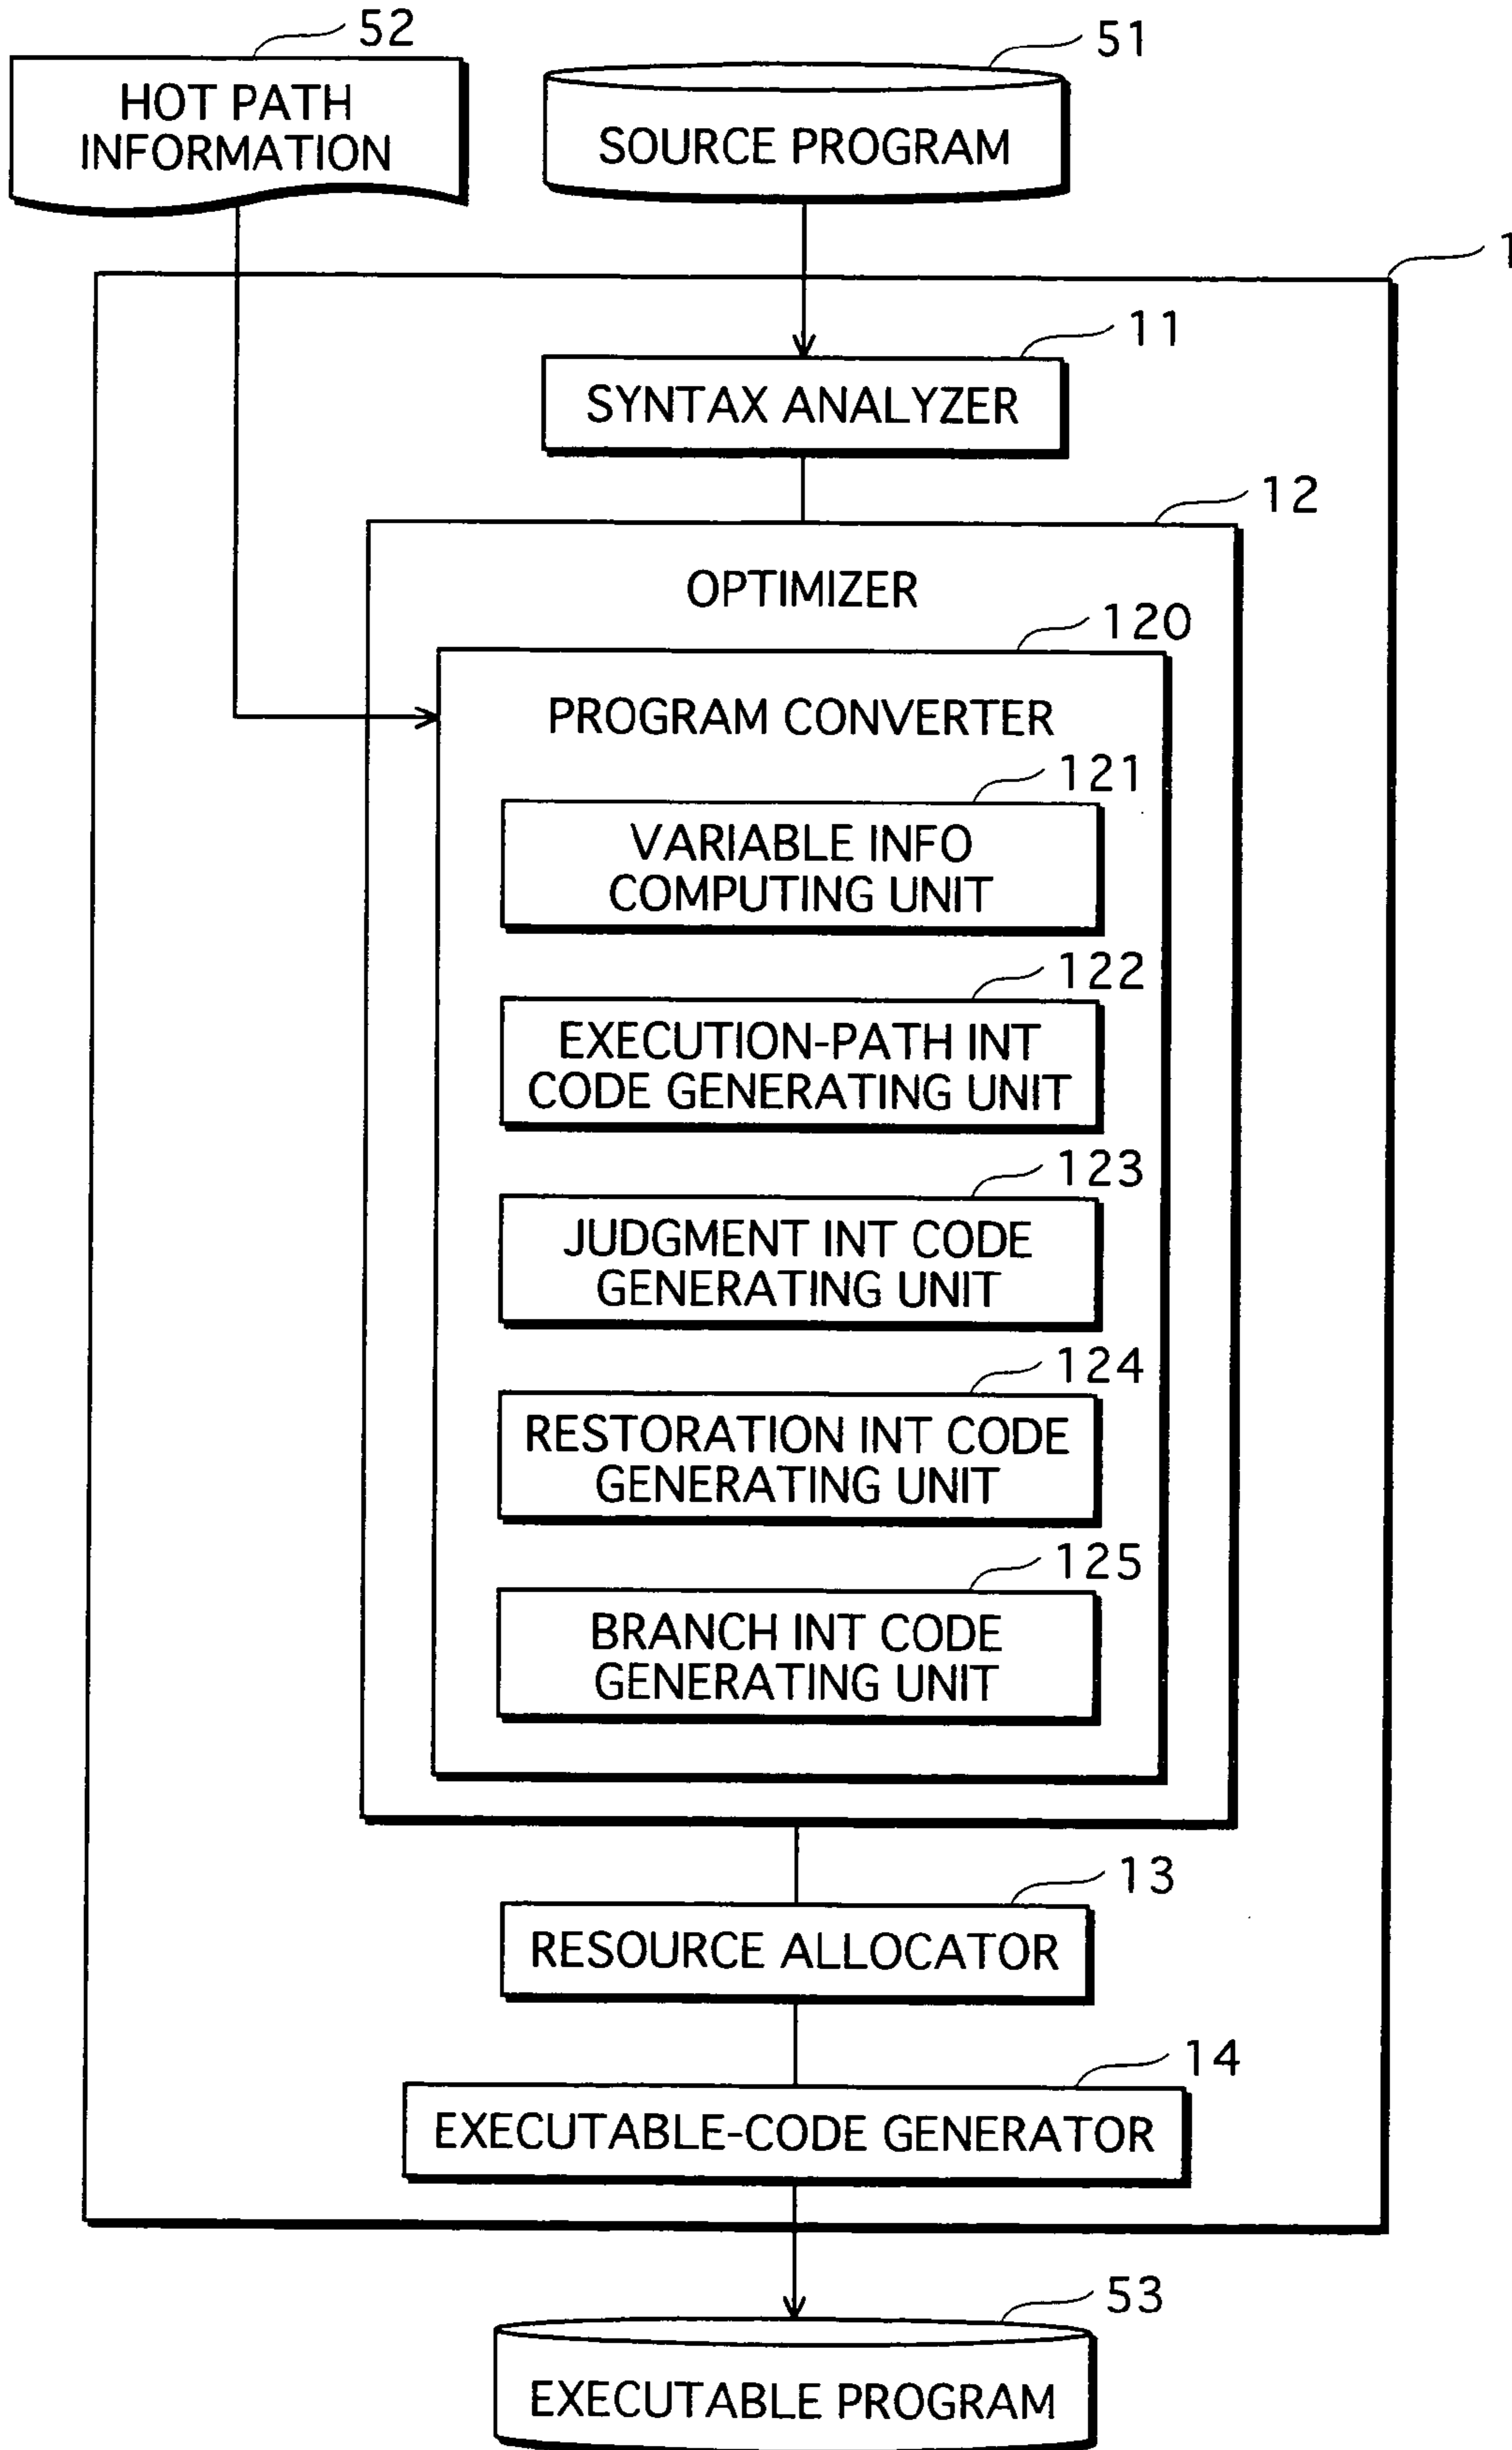 52
HOT PATH
INFORMATION
51
SOURCE PROGRAM
1
11
SYNTAX ANALYZER
12
OPTIMIZER
120
PROGRAM CONVERTER
121
VARIABLE INFO
COMPUTING UNIT
122
EXECUTION-PATH INT
CODE GENERATING UNIT
123
JUDGMENT INT CODE
GENERATING UNIT
124
RESTORATION INT CODE
GENERATING UNIT
125
BRANCH INT CODE
GENERATING UNIT
13
RESOURCE ALLOCATOR
14
EXECUTABLE-CODE GENERATOR
53
EXECUTABLE PROGRAM